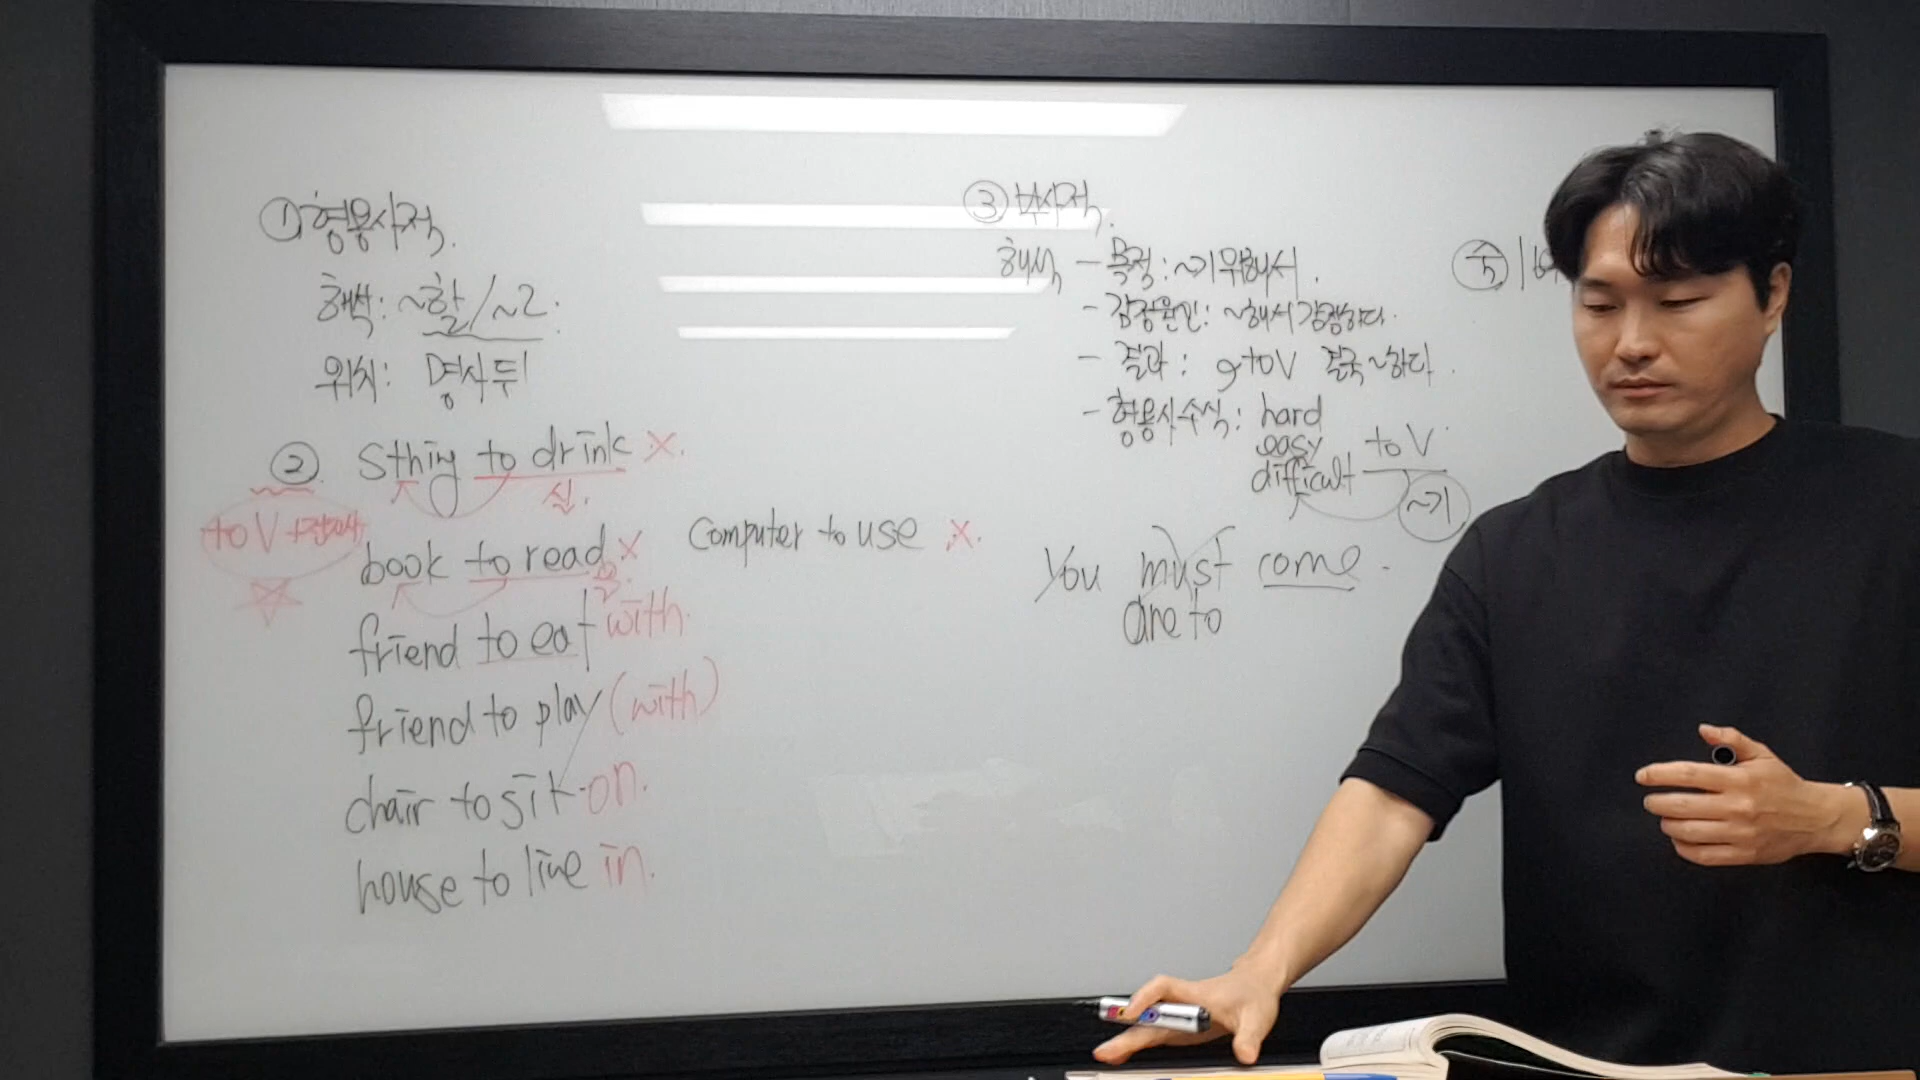 ① 형용사적.
해석: ~할/~ㄹ.
위치: 명사 뒤
② sthing to drink X.
to V + 전치사
book to read X
friend to eat with.
friend to play (with)
chair to sit on.
house to live in.
computer to use X.
③ 부사적.
해석 - 목적: ~기 위해서.
- 감정원인: ~해서 감정하다.
- 결과: to V 결국 ~하다.
- 형용사수식: hard
easy
difficult
to V
~기
You must come.
are to